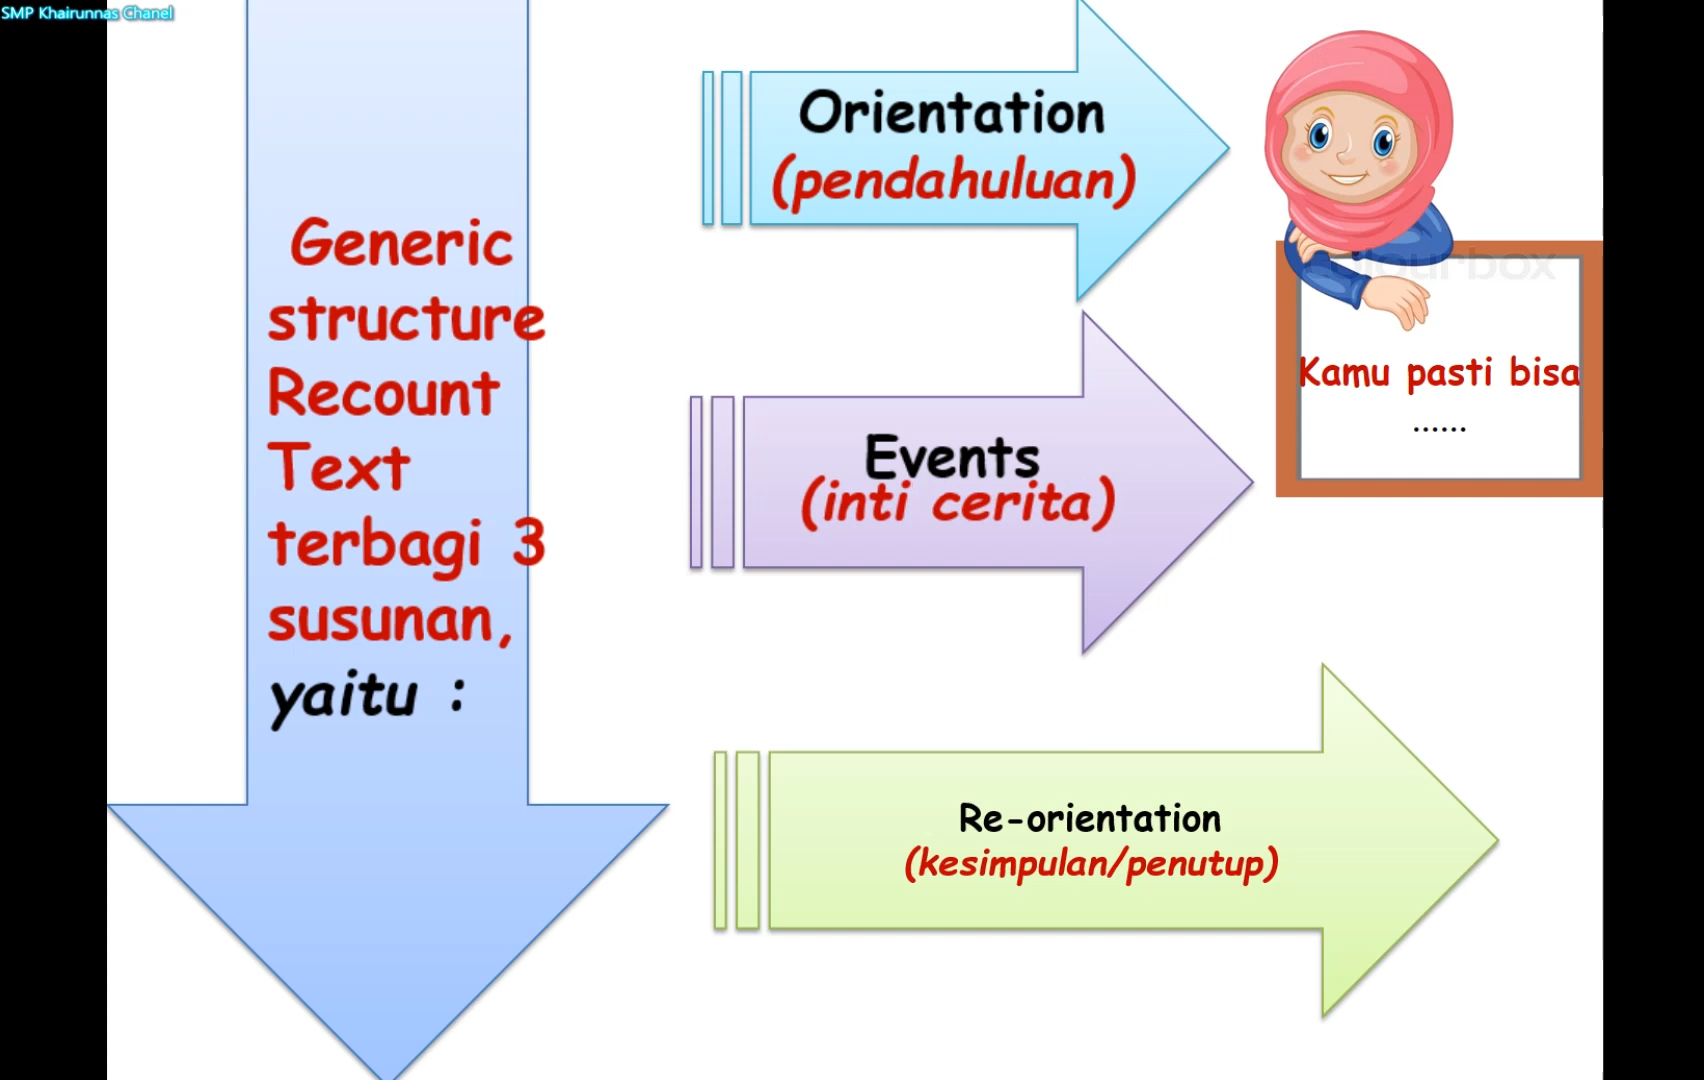 SMP Khairunnas Chanel
Generic
structure
Recount
Text
terbagi 3
susunan,
yaitu :
Orientation
(pendahuluan)
Events
(inti cerita)
Re-orientation
(kesimpulan/penutup)
Kamu pasti bisa
......